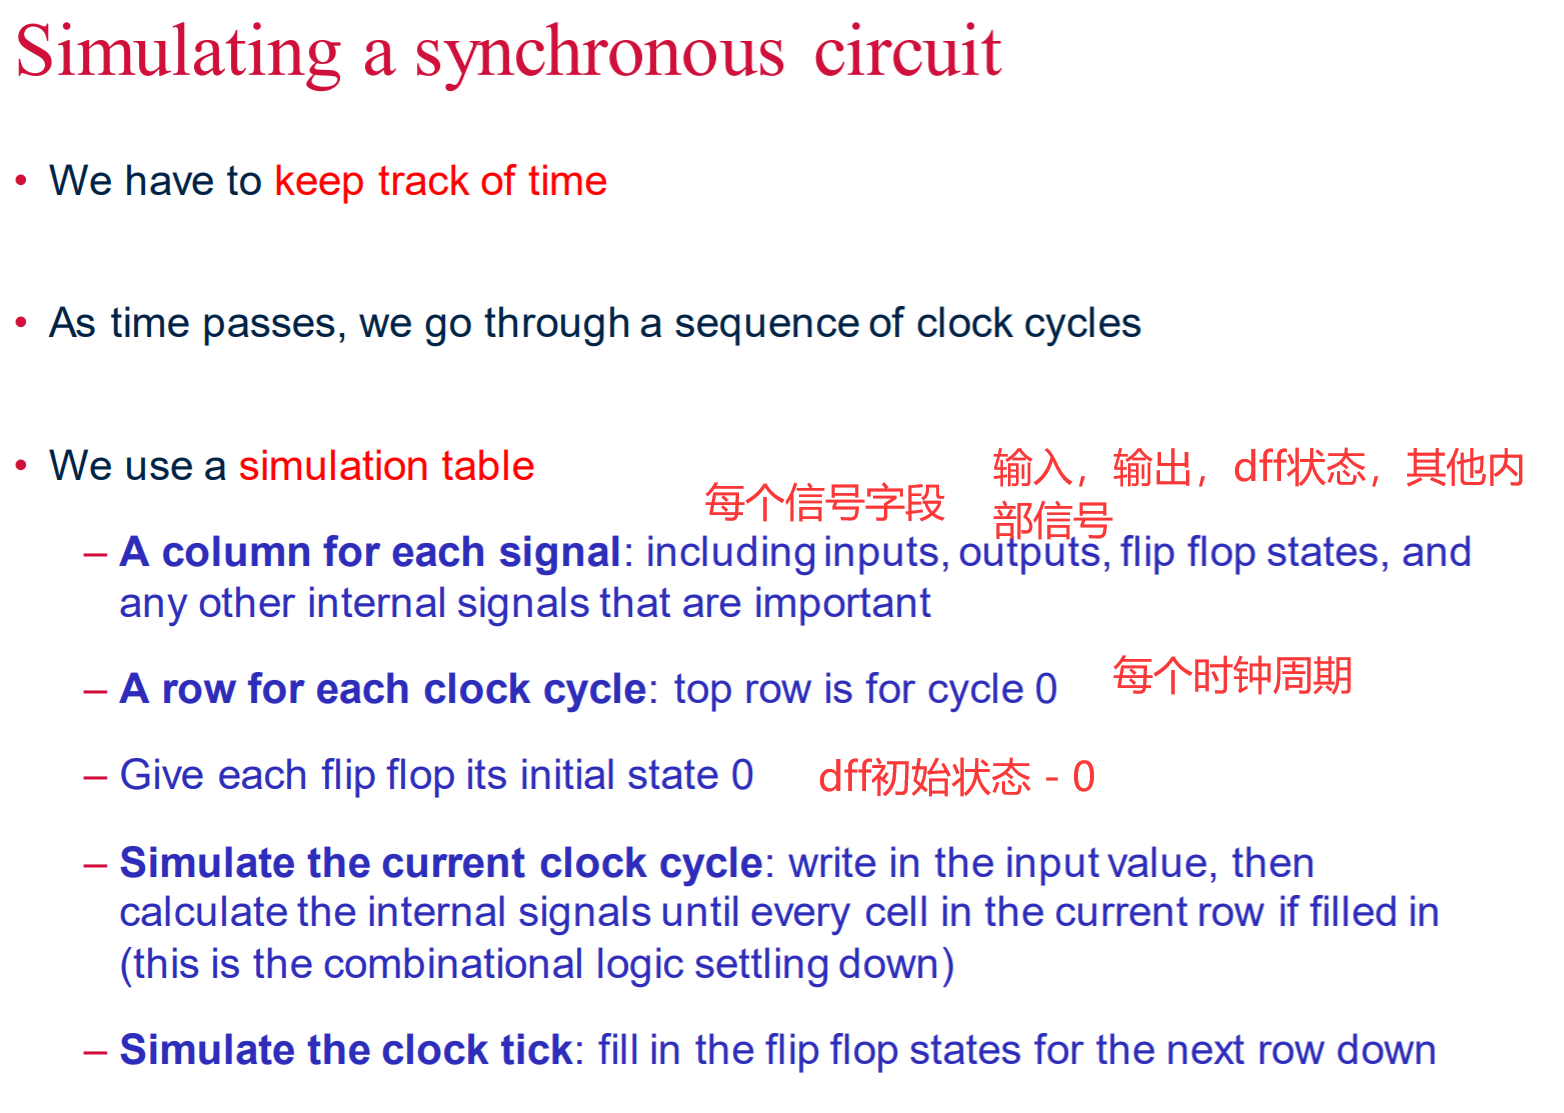 Simulating a synchronous circuit
• We have to keep track of time
• As time passes, we go through a sequence of clock cycles
• We use a simulation table
每个信号字段
输入，输出，dff状态，其他内
部信号
– A column for each signal: including inputs, outputs, flip flop states, and
any other internal signals that are important
– A row for each clock cycle: top row is for cycle 0
每个时钟周期
– Give each flip flop its initial state 0
dff初始状态 - 0
– Simulate the current clock cycle: write in the input value, then
calculate the internal signals until every cell in the current row if filled in
(this is the combinational logic settling down)
– Simulate the clock tick: fill in the flip flop states for the next row down